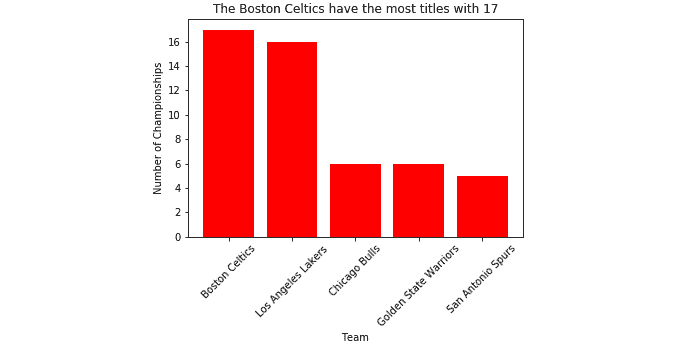 The Boston Celtics have the most titles with 17
Number of Championships
16
14
12
10
8
6
4
2
0
Boston Celtics
Los Angeles Lakers
Chicago Bulls
Golden State Warriors
San Antonio Spurs
Team